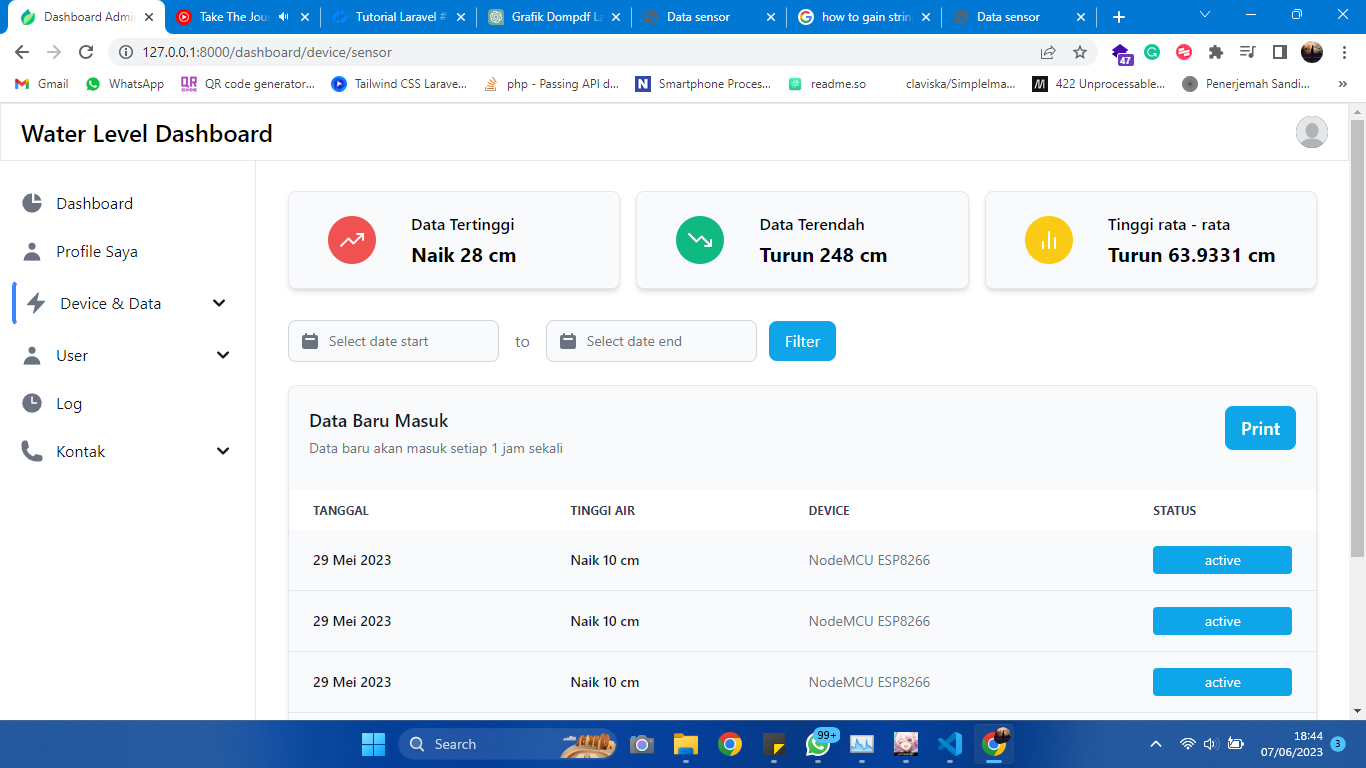 Dashboard Admi
Take The Jou
Tutorial Laravel #
Grafik Dompdf La
Data sensor
how to gain strin
Data sensor
127.0.0.1:8000/dashboard/device/sensor
47
Gmail
WhatsApp
QR CODE
QR code generator...
Tailwind CSS Larave...
php - Passing API d...
N
Smartphone Proces...
readme.so
claviska/SimpleIma...
422 Unprocessable...
Penerjemah Sandi...
Water Level Dashboard
Dashboard
Profile Saya
Device & Data
User
Log
Kontak
Data Tertinggi
Naik 28 cm
Data Terendah
Turun 248 cm
Tinggi rata - rata
Turun 63.9331 cm
Select date start
to
Select date end
Filter
Data Baru Masuk
Data baru akan masuk setiap 1 jam sekali
Print
TANGGAL TINGGI AIR DEVICE STATUS
29 Mei 2023 Naik 10 cm NodeMCU ESP8266 active
29 Mei 2023 Naik 10 cm NodeMCU ESP8266 active
29 Mei 2023 Naik 10 cm NodeMCU ESP8266 active
Search
99+
18:44
07/06/2023
3